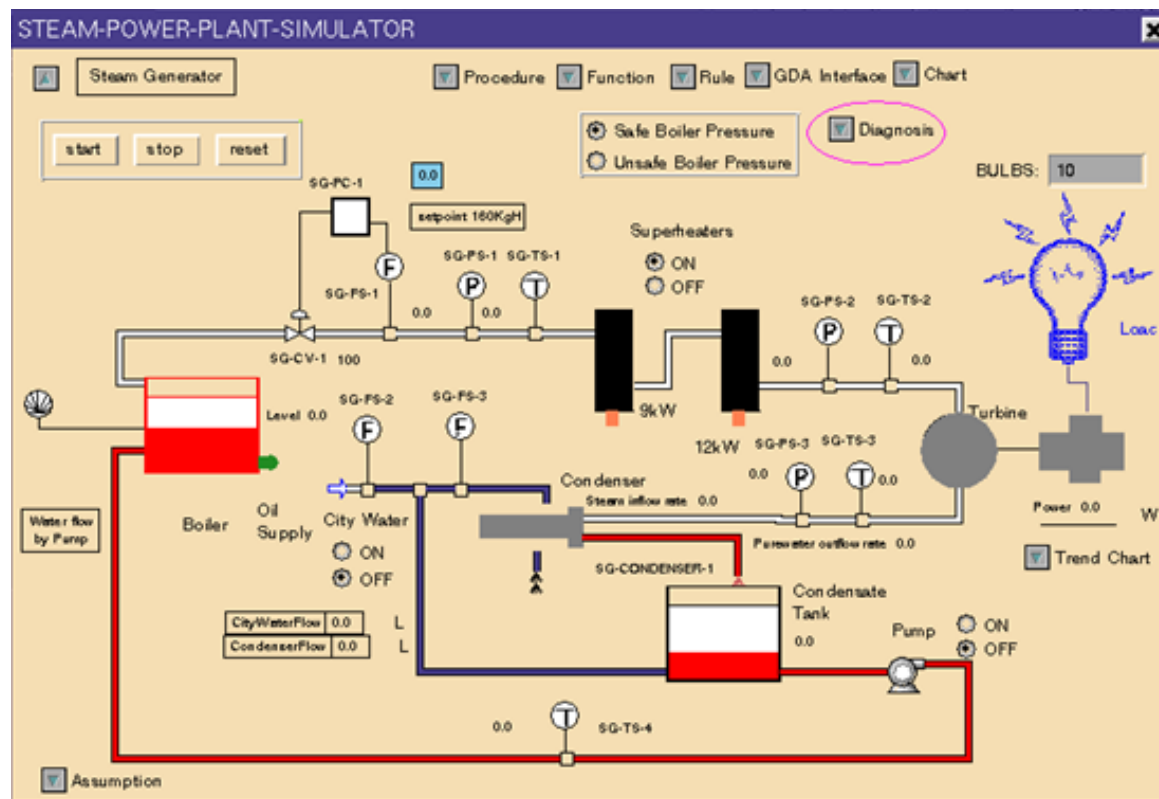 STEAM-POWER-PLANT-SIMULATOR
Steam Generator
Procedure
Function
Rule
GDA Interface
Chart
start
stop
reset
Safe Boiler Pressure
Unsafe Boiler Pressure
Diagnosis
BULBS: 10
SG-PC-1
0.0
setpoint 160KgH
Superheaters
ON
OFF
F
SG-FS-1
0.0
SG-PS-1
P
0.0
SG-TS-1
T
SG-PS-2
P
0.0
SG-TS-2
T
0.0
Loac
SG-CV-1 100
Level 0.0
SG-FS-2
F
SG-FS-3
F
9kW
12kW
Turbine
SG-PS-3
0.0
P
SG-TS-3
T
0.0
Condenser
Steam inflow rate 0.0
Purewater outflow rate 0.0
Power 0.0 W
Trend Chart
Water flow
by Pump
Boiler
Oil
Supply
City Water
ON
OFF
SG-CONDENSER-1
Condensate
Tank
0.0
Pump
ON
OFF
CityWaterFlow 0.0 L
CondenserFlow 0.0 L
0.0
T
SG-TS-4
Assumption